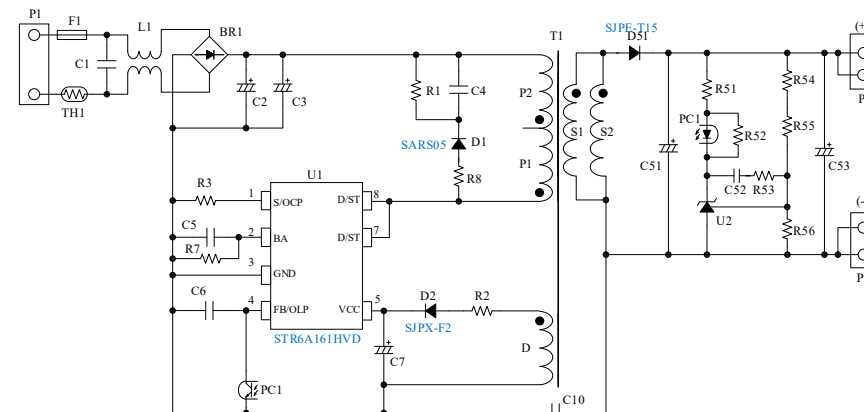 P1
F1
L1
BR1
C1
TH1
C2
C3
R1
C4
SARS05
D1
R8
T1
P2
P1
S1
S2
SJPE-T15
D51
R51
PC1
R52
C51
C52
R53
U2
R54
R55
R56
C53
(+
P
(-
P
U1
R3
1
S/OCP
D/ST
8
C5
2
BA
D/ST
7
R7
3
GND
C6
4
FB/OLP
VCC
5
STR6A161HVD
D2
SJPX-F2
R2
C7
D
PC1
C10